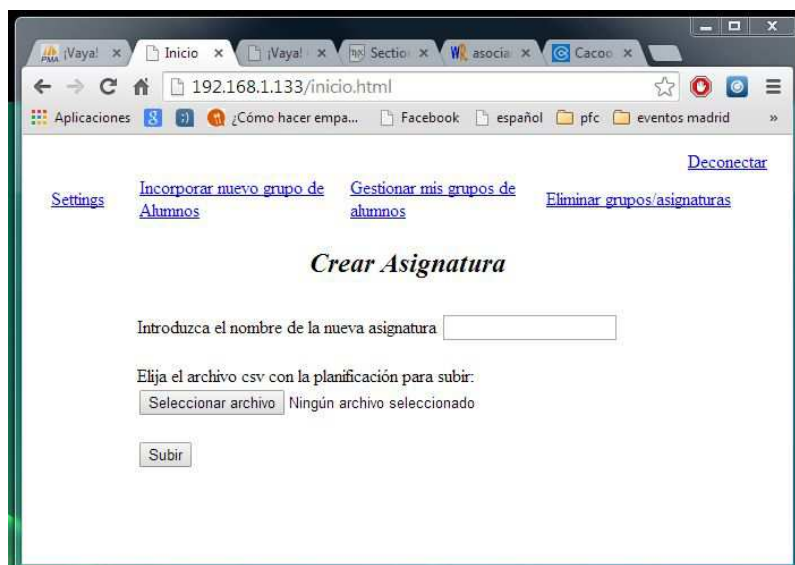 ¡Vaya! Inicio ¡Vaya! Sectio asocia Cacoo
192.168.1.133/inicio.html
Aplicaciones ¿Cómo hacer empa... Facebook español pfc eventos madrid »
Deconectar
Settings
Incorporar nuevo grupo de
Alumnos
Gestionar mis grupos de
alumnos
Eliminar grupos/asignaturas
Crear Asignatura
Introduzca el nombre de la nueva asignatura
Elija el archivo csv con la planificación para subir:
Seleccionar archivo Ningún archivo seleccionado
Subir